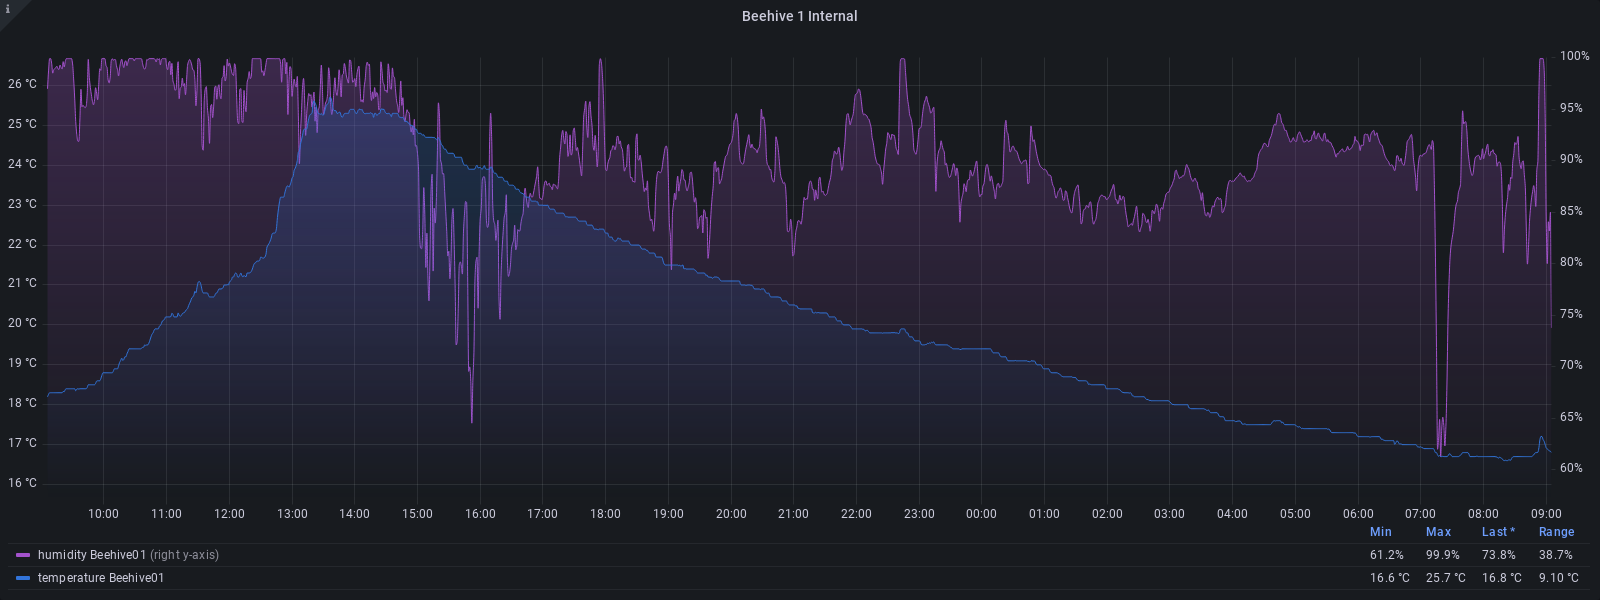 i
Beehive 1 Internal
100%
26 °C
95%
25 °C
90%
24 °C
85%
23 °C
22 °C
80%
21 °C
75%
20 °C
70%
19 °C
18 °C
65%
17 °C
60%
16 °C
10:00 11:00 12:00 13:00 14:00 15:00 16:00 17:00 18:00 19:00 20:00 21:00 22:00 23:00 00:00 01:00 02:00 03:00 04:00 05:00 06:00 07:00 08:00 09:00
Min Max Last * Range
humidity Beehive01 (right y-axis) 61.2% 99.9% 73.8% 38.7%
temperature Beehive01 16.6 °C 25.7 °C 16.8 °C 9.10 °C